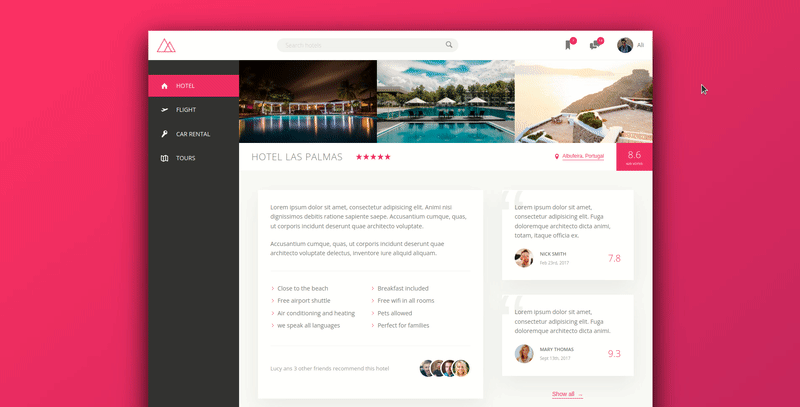 Search hotels
Ali
HOTEL
FLIGHT
CAR RENTAL
TOURS
HOTEL LAS PALMAS
Albufeira, Portugal
8.6
Lorem ipsum dolor sit amet, consectetur adipisicing elit. Animi nisi
dignissimos debitis ratione sapiente saepe. Accusantium cumque, quas,
ut corporis incidunt deserunt quae architecto voluptate.
Accusantium cumque, quas, ut corporis incidunt deserunt quae
architecto voluptate delectus, inventore iure aliquid aliquam.
Close to the beach
Free airport shuttle
Air conditioning and heating
we speak all languages
Breakfast included
Free wifi in all rooms
Pets allowed
Perfect for families
Lucy anc 3 other friends recommend this hotel
Lorem ipsum dolor sit amet,
consectetur adipisicing elit. Fuga
doloremque architecto dicta animi,
totam, itaque officia ex.
NICK SMITH
Feb 23rd, 2017
7.8
Lorem ipsum dolor sit amet,
consectetur adipisicing elit. Fuga
doloremque architecto dicta animi.
MARY THOMAS
Sept 13th, 2017
9.3
Show all →